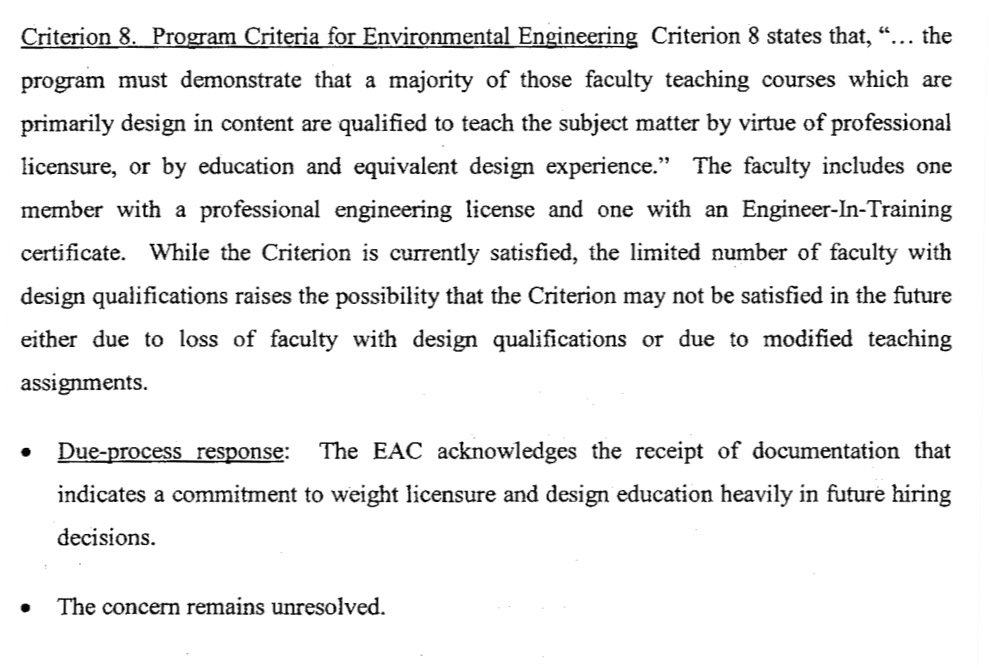 Criterion 8. Program Criteria for Environmental Engineering Criterion 8 states that, “… the
program must demonstrate that a majority of those faculty teaching courses which are
primarily design in content are qualified to teach the subject matter by virtue of professional
licensure, or by education and equivalent design experience.” The faculty includes one
member with a professional engineering license and one with an Engineer-In-Training
certificate. While the Criterion is currently satisfied, the limited number of faculty with
design qualifications raises the possibility that the Criterion may not be satisfied in the future
either due to loss of faculty with design qualifications or due to modified teaching
assignments.
• Due-process response: The EAC acknowledges the receipt of documentation that
indicates a commitment to weight licensure and design education heavily in future hiring
decisions.
• The concern remains unresolved.